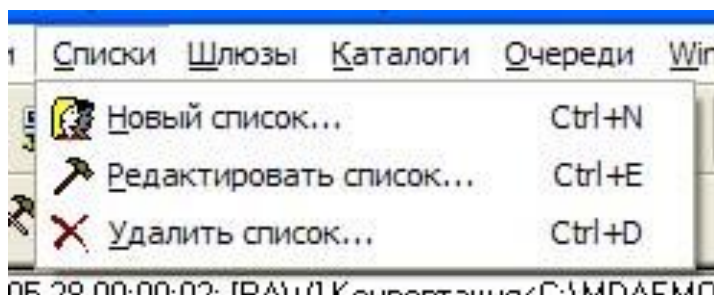 Списки Шлюзы Каталоги Очереди
Новый список... Ctrl+N
Редактировать список... Ctrl+E
Удалить список... Ctrl+D